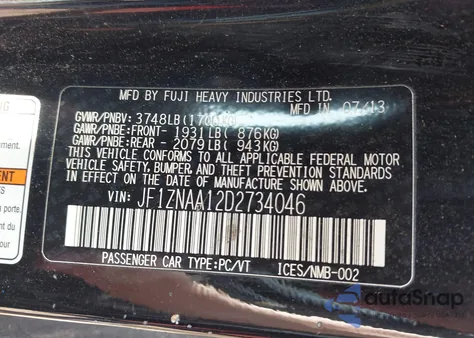 MFD BY FUJI HEAVY INDUSTRIES LTD.
MFD IN 07/13
GVWR/PNBV: 3748LB(1700KG)
GAWR/PNBE:FRONT- 1931LB( 876KG)
GAWR/PNBE:REAR - 2079LB( 943KG)
THIS VEHICLE CONFORMS TO ALL APPLICABLE FEDERAL MOTOR
VEHICLE SAFETY, BUMPER, AND THEFT PREVENTION STANDARDS
IN EFFECT ON THE DATE OF MANUFACTURE SHOWN ABOVE.
VIN: JF1ZNAA12D2734046
PASSENGER CAR TYPE:PC/VT ICES/NMB-002
NT
porte.
ci-
autoSnap